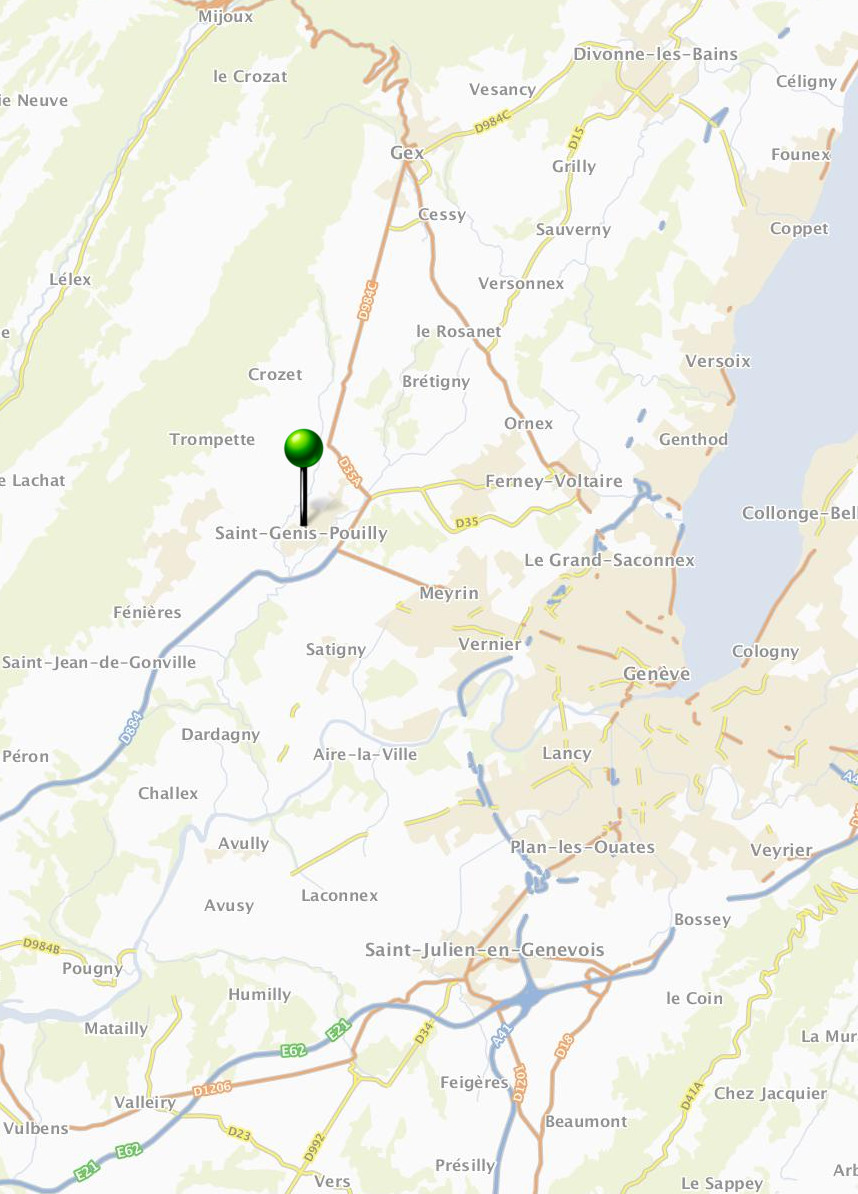 Mijoux
Divonne-les-Bains
le Crozat
Céligny
Vesancy
ie Neuve
D984C
D15
Gex
Founex
Grilly
Cessy
Sauverny
Coppet
Lélex
Versonnex
D984C
e
le Rosanet
Versoix
Crozet
Brétigny
Ornex
Trompette
Genthod
D35A
e Lachat
Ferney-Voltaire
Collonge-Bel
D35
Saint-Genis-Pouilly
Le Grand-Saconnex
Meyrin
Fénières
Satigny
Vernier
Cologny
Saint-Jean-de-Gonville
Genève
D884
Dardagny
Péron
Aire-la-Ville
Lancy
A4
Challex
Avully
Plan-les-Ouates
Veyrier
Laconnex
Avusy
Bossey
D984B
Saint-Julien-en-Genevois
Pougny
Humilly
le Coin
Matailly
E21
D34
A41
La Mur
E62
D18
D1206
Feigères
D1201
D41A
Chez Jacquier
Valleiry
Vulbens
D23
Beaumont
D992
E62
E21
Présilly
Vers
Le Sappey
Arb